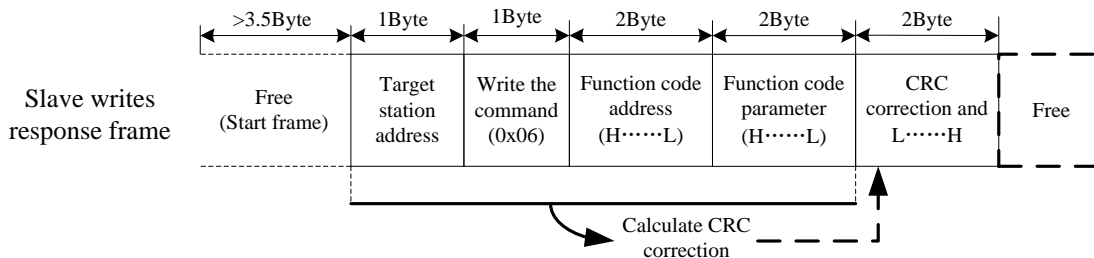 >3.5Byte
1Byte
1Byte
2Byte
2Byte
2Byte
Slave writes
response frame
Free
(Start frame)
Target
station
address
Write the
command
(0x06)
Function code
address
(H······L)
Function code
parameter
(H······L)
CRC
correction and
L······H
Free
Calculate CRC
correction